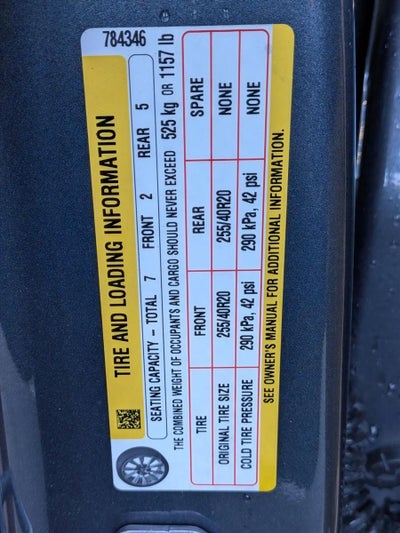 784346
TIRE AND LOADING INFORMATION
SEATING CAPACITY – TOTAL 7 FRONT 2 REAR 5
THE COMBINED WEIGHT OF OCCUPANTS AND CARGO SHOULD NEVER EXCEED 525 kg OR 1157 lb
TIRE FRONT REAR SPARE
ORIGINAL TIRE SIZE 255/40R20 255/40R20 NONE
COLD TIRE PRESSURE 290 kPa, 42 psi 290 kPa, 42 psi NONE
SEE OWNER'S MANUAL FOR ADDITIONAL INFORMATION.